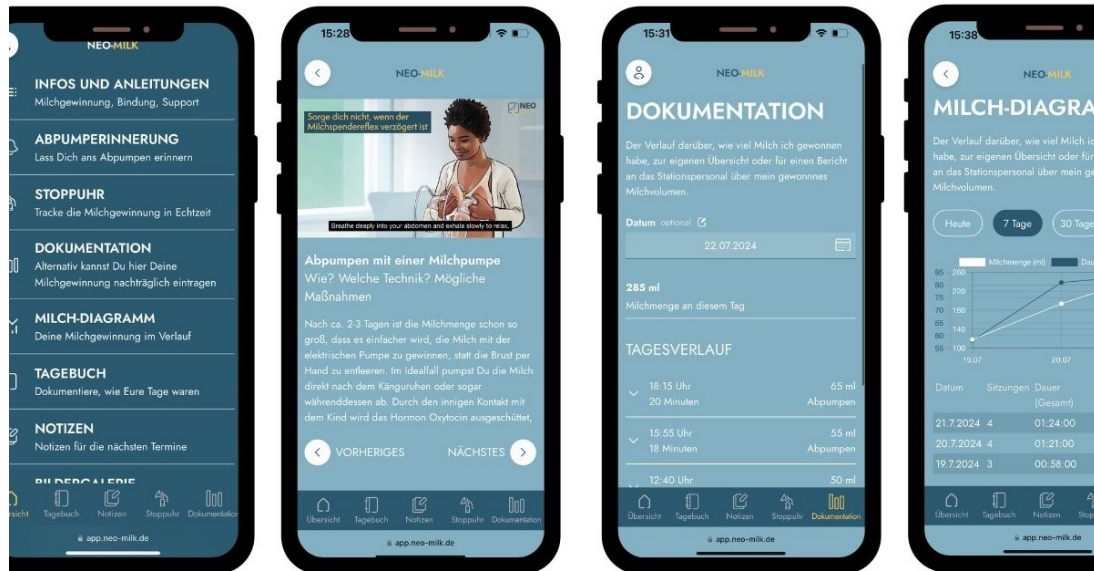 NEO-MILK
INFOS UND ANLEITUNGEN
Milchgewinnung, Bindung, Support
ABPUMPERINNERUNG
Lass Dich ans Abpumpen erinnern
STOPPUHR
Tracke die Milchgewinnung in Echtzeit
DOKUMENTATION
Alternativ kannst Du hier Deine
Milchgewinnung nachträglich eintragen
MILCH-DIAGRAMM
Deine Milchgewinnung im Verlauf
TAGEBUCH
Dokumentiere, wie Eure Tage waren
NOTIZEN
Notizen für die nächsten Termine
BILDERGALERIE
rsicht Tagebuch Notizen Stoppuhr Dokumentation
app.neo-milk.de
15:28
NEO-MILK
Sorge dich nicht, wenn der
Milchspendereflex verzögert ist
NEO
Breathe deeply into your abdomen and exhale slowly to relax.
Abpumpen mit einer Milchpumpe
Wie? Welche Technik? Mögliche
Maßnahmen
Nach ca. 2-3 Tagen ist die Milchmenge schon so
groß, dass es einfacher wird, die Milch mit der
elektrischen Pumpe zu gewinnen, statt die Brust per
Hand zu entleeren. Im Idealfall pumpst Du die Milch
direkt nach dem Känguruhen oder sogar
währenddessen ab. Durch den innigen Kontakt mit
dem Kind wird das Hormon Oxytocin ausgeschüttet,
VORHERIGES NÄCHSTES
Übersicht Tagebuch Notizen Stoppuhr Dokumentation
app.neo-milk.de
15:31
NEO-MILK
DOKUMENTATION
Der Verlauf darüber, wie viel Milch ich gewonnen
habe, zur eigenen Übersicht oder für einen Bericht
an das Stationspersonal über mein gewonnnes
Milchvolumen.
Datum optional
22.07.2024
285 ml
Milchmenge an diesem Tag
TAGESVERLAUF
18:15 Uhr 65 ml
20 Minuten Abpumpen
15:55 Uhr 55 ml
18 Minuten Abpumpen
12:40 Uhr 50 ml
Übersicht Tagebuch Notizen Stoppuhr Dokumentation
app.neo-milk.de
15:38
NEO-MILK
MILCH-DIAGRA
Der Verlauf darüber, wie viel Milch ic
habe, zur eigenen Übersicht oder für
an das Stationspersonal über mein ge
Milchvolumen.
Heute 7 Tage 30 Tage
Milchmenge (ml) Dau
85 260
80
75 220
70 180
65
60 140
55 100
19.07 20.07
Datum Sitzungen Dauer
(Gesamt)
21.7.2024 4 01:24:00
20.7.2024 4 01:21:00
19.7.2024 3 00:58:00
Übersicht Tagebuch Notizen Stop
app.neo-milk.de